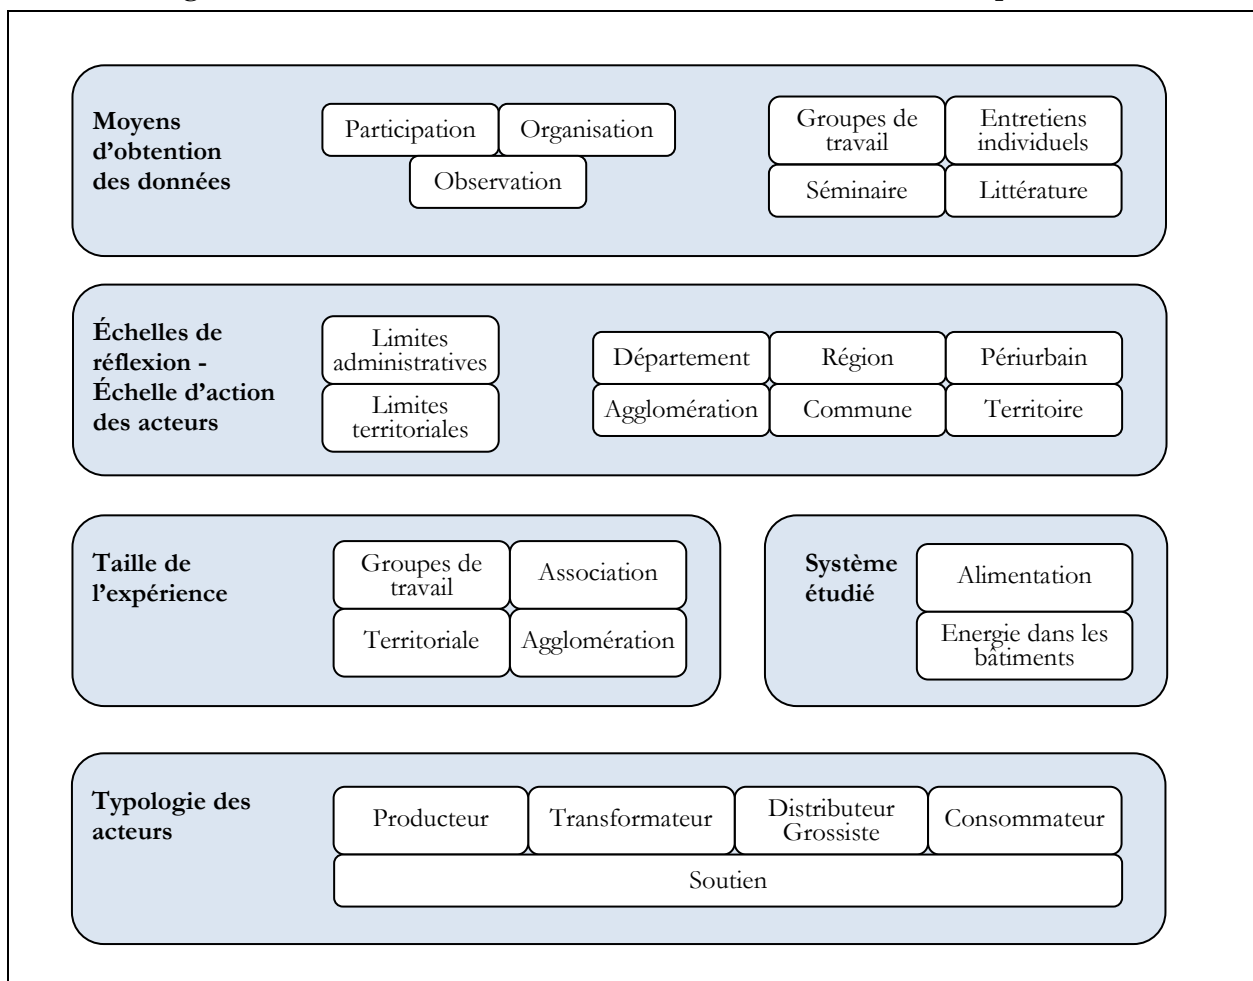 Moyens
d’obtention
des données
Participation
Organisation
Observation
Groupes de
travail
Entretiens
individuels
Séminaire
Littérature
Échelles de
réflexion -
Échelle d’action
des acteurs
Limites
administratives
Limites
territoriales
Département
Région
Périurbain
Agglomération
Commune
Territoire
Taille de
l’expérience
Groupes de
travail
Association
Territoriale
Agglomération
Système
étudié
Alimentation
Energie dans les
bâtiments
Typologie des
acteurs
Producteur
Transformateur
Distributeur
Grossiste
Consommateur
Soutien